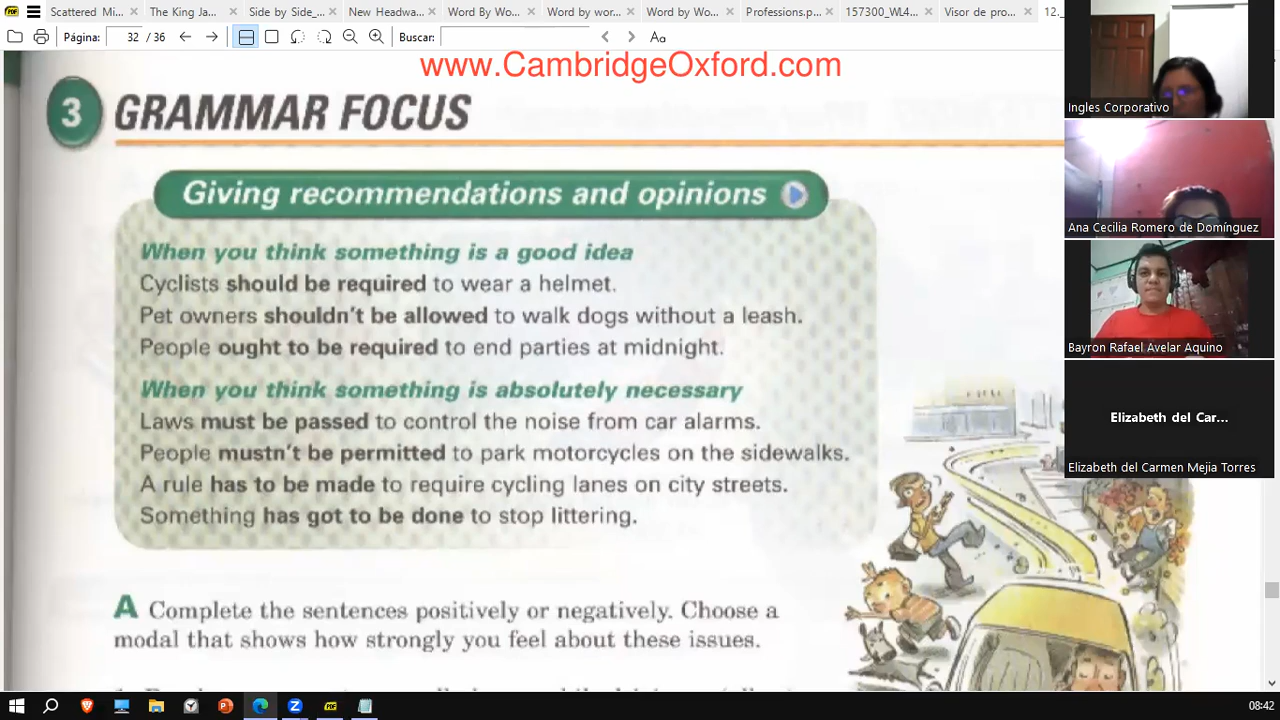 Scattered Mi...
The King Ja...
Side by Side_...
New Headwa...
Word By Wo...
Word by wor...
Word by Wo...
Professions.p...
157300_WL4...
Visor de pro...
12._
Página:
32 / 36
Buscar:
www.CambridgeOxford.com
3 GRAMMAR FOCUS
Giving recommendations and opinions
When you think something is a good idea
Cyclists should be required to wear a helmet.
Pet owners shouldn't be allowed to walk dogs without a leash.
People ought to be required to end parties at midnight.
When you think something is absolutely necessary
Laws must be passed to control the noise from car alarms.
People mustn't be permitted to park motorcycles on the sidewalks.
A rule has to be made to require cycling lanes on city streets.
Something has got to be done to stop littering.
A Complete the sentences positively or negatively. Choose a
modal that shows how strongly you feel about these issues.
Ingles Corporativo
Ana Cecilia Romero de Domínguez
Bayron Rafael Avelar Aquino
Elizabeth del Car...
Elizabeth del Carmen Mejia Torres
08:42